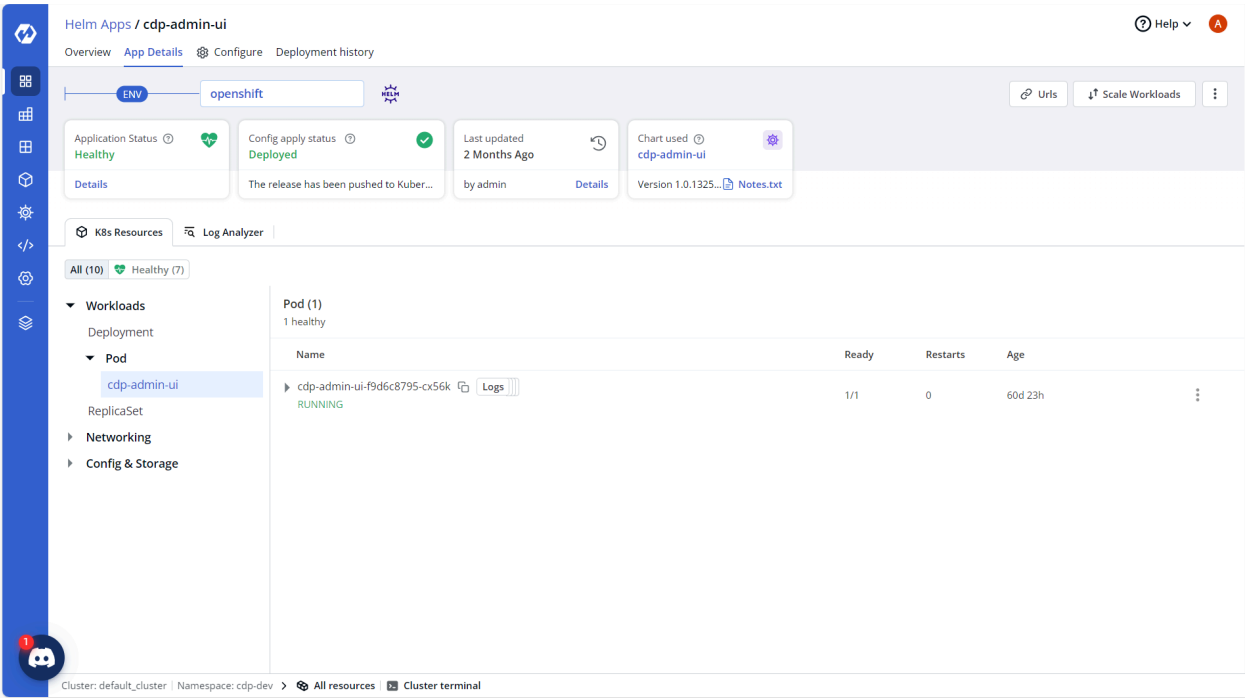 Helm Apps / cdp-admin-ui
Help
A
Overview App Details Configure Deployment history
ENV
openshift
HELM
Urls
Scale Workloads
Application Status
Healthy
Details
Config apply status
Deployed
The release has been pushed to Kuber...
Last updated
2 Months Ago
by admin Details
Chart used
cdp-admin-ui
Version 1.0.1325... Notes.txt
K8s Resources Log Analyzer
All (10) Healthy (7)
Workloads
Deployment
Pod
cdp-admin-ui
ReplicaSet
Networking
Config & Storage
Pod (1)
1 healthy
Name Ready Restarts Age
cdp-admin-ui-f9d6c8795-cx56k Logs
RUNNING
1/1 0 60d 23h
1
Cluster: default_cluster Namespace: cdp-dev All resources Cluster terminal